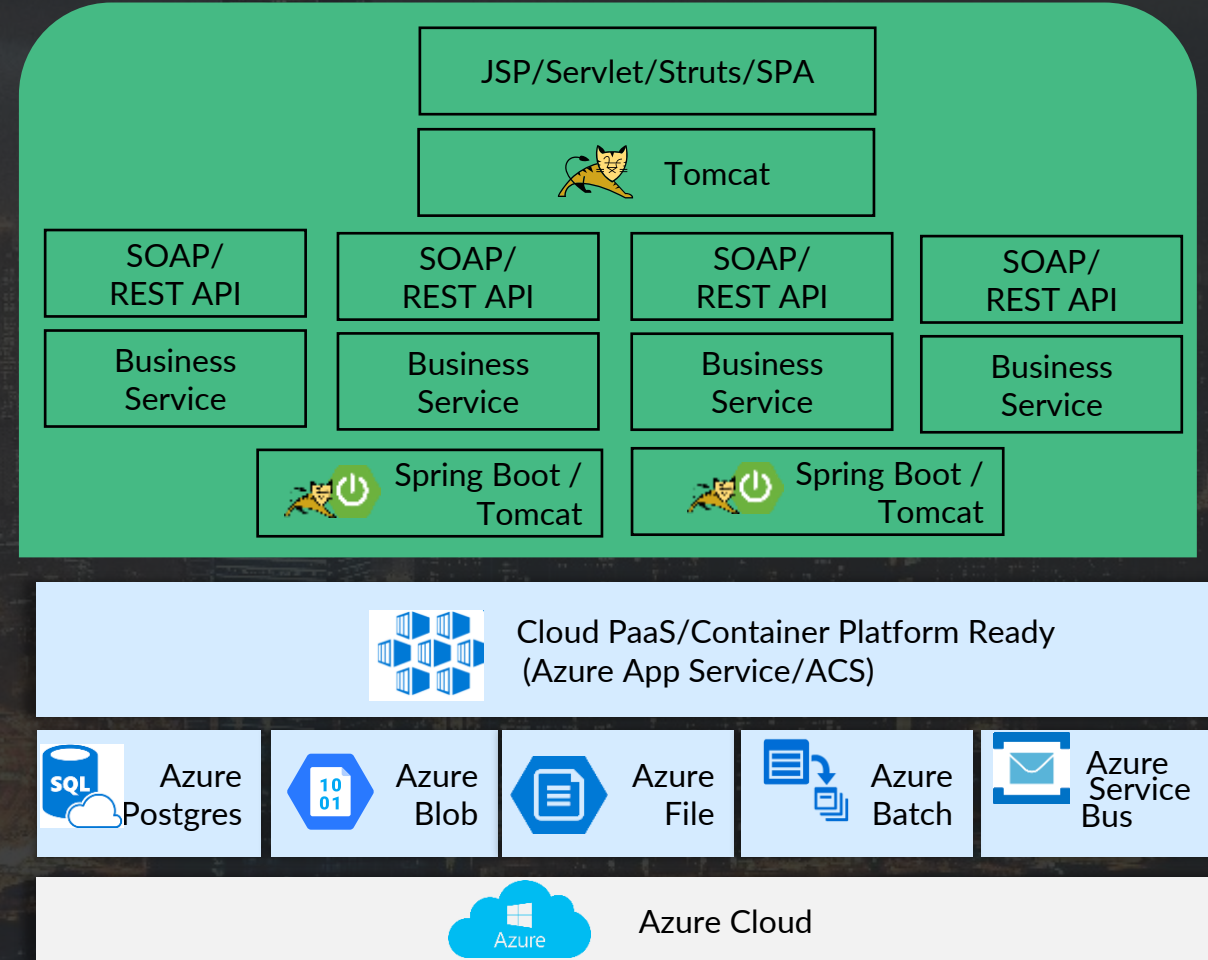 JSP/Servlet/Struts/SPA
Tomcat
SOAP/
REST API
SOAP/
REST API
SOAP/
REST API
SOAP/
REST API
Business
Service
Business
Service
Business
Service
Business
Service
Spring Boot /
Tomcat
Spring Boot /
Tomcat
Cloud PaaS/Container Platform Ready
(Azure App Service/ACS)
SQL
Azure
Postgres
10
01
Azure
Blob
Azure
File
Azure
Batch
Azure
Service
Bus
Azure
Azure Cloud